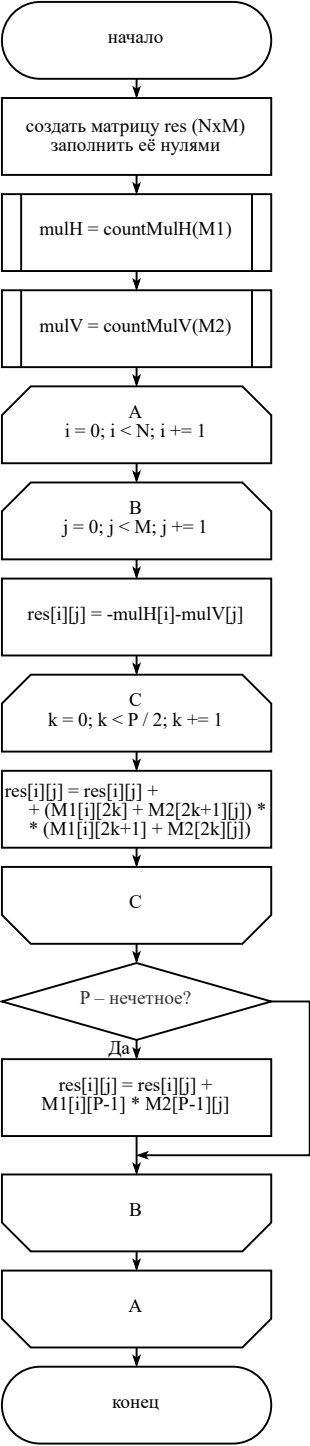 начало
создать матрицу res (NxM)
заполнить её нулями
mulH = countMulH(M1)
mulV = countMulV(M2)
A
i = 0; i < N; i += 1
B
j = 0; j < M; j += 1
res[i][j] = -mulH[i]-mulV[j]
C
k = 0; k < P / 2; k += 1
res[i][j] = res[i][j] +
+ (M1[i][2k] + M2[2k+1][j]) *
* (M1[i][2k+1] + M2[2k][j])
C
P – нечетное?
Да
res[i][j] = res[i][j] +
M1[i][P-1] * M2[P-1][j]
B
A
конец